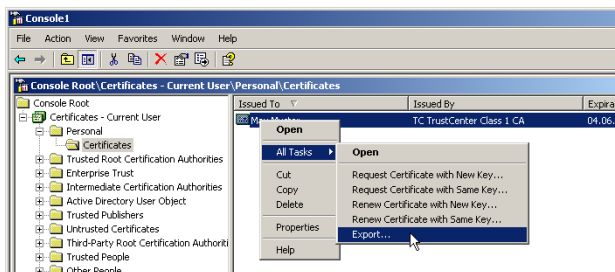 Console1
File Action View Favorites Window Help
Console Root\Certificates - Current User\Personal\Certificates
Console Root
Certificates - Current User
Personal
Certificates
Trusted Root Certification Authorities
Enterprise Trust
Intermediate Certification Authorities
Active Directory User Object
Trusted Publishers
Untrusted Certificates
Third-Party Root Certification Authoriti
Trusted People
Other People
Issued To Issued By Expira
TC TrustCenter Class 1 CA 04.06.
Open
All Tasks
Cut
Copy
Delete
Properties
Help
Open
Request Certificate with New Key...
Request Certificate with Same Key...
Renew Certificate with New Key...
Renew Certificate with Same Key...
Export...